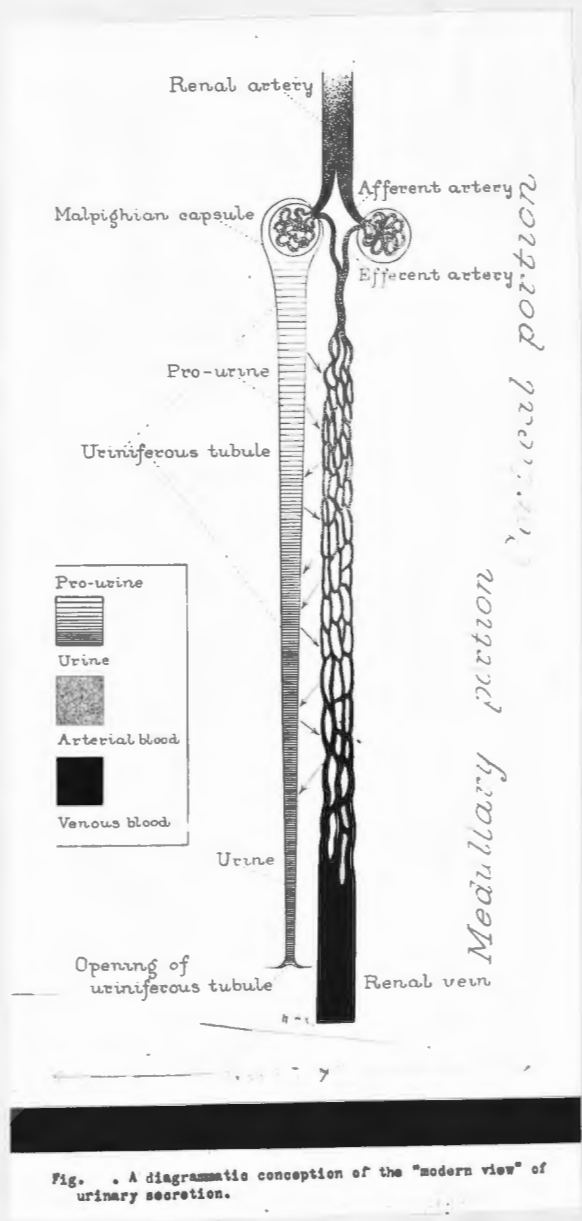 Renal artery
Afferent artery
Malpighian capsule
Efferent artery
Pro-urine
Uriniferous tubule
Pro-urine
Urine
Arterial blood
Venous blood
Urine
Opening of
uriniferous tubule
Renal vein
portion
Medullary portion
Fig. . A diagrammatic conception of the "modern view" of
urinary secretion.